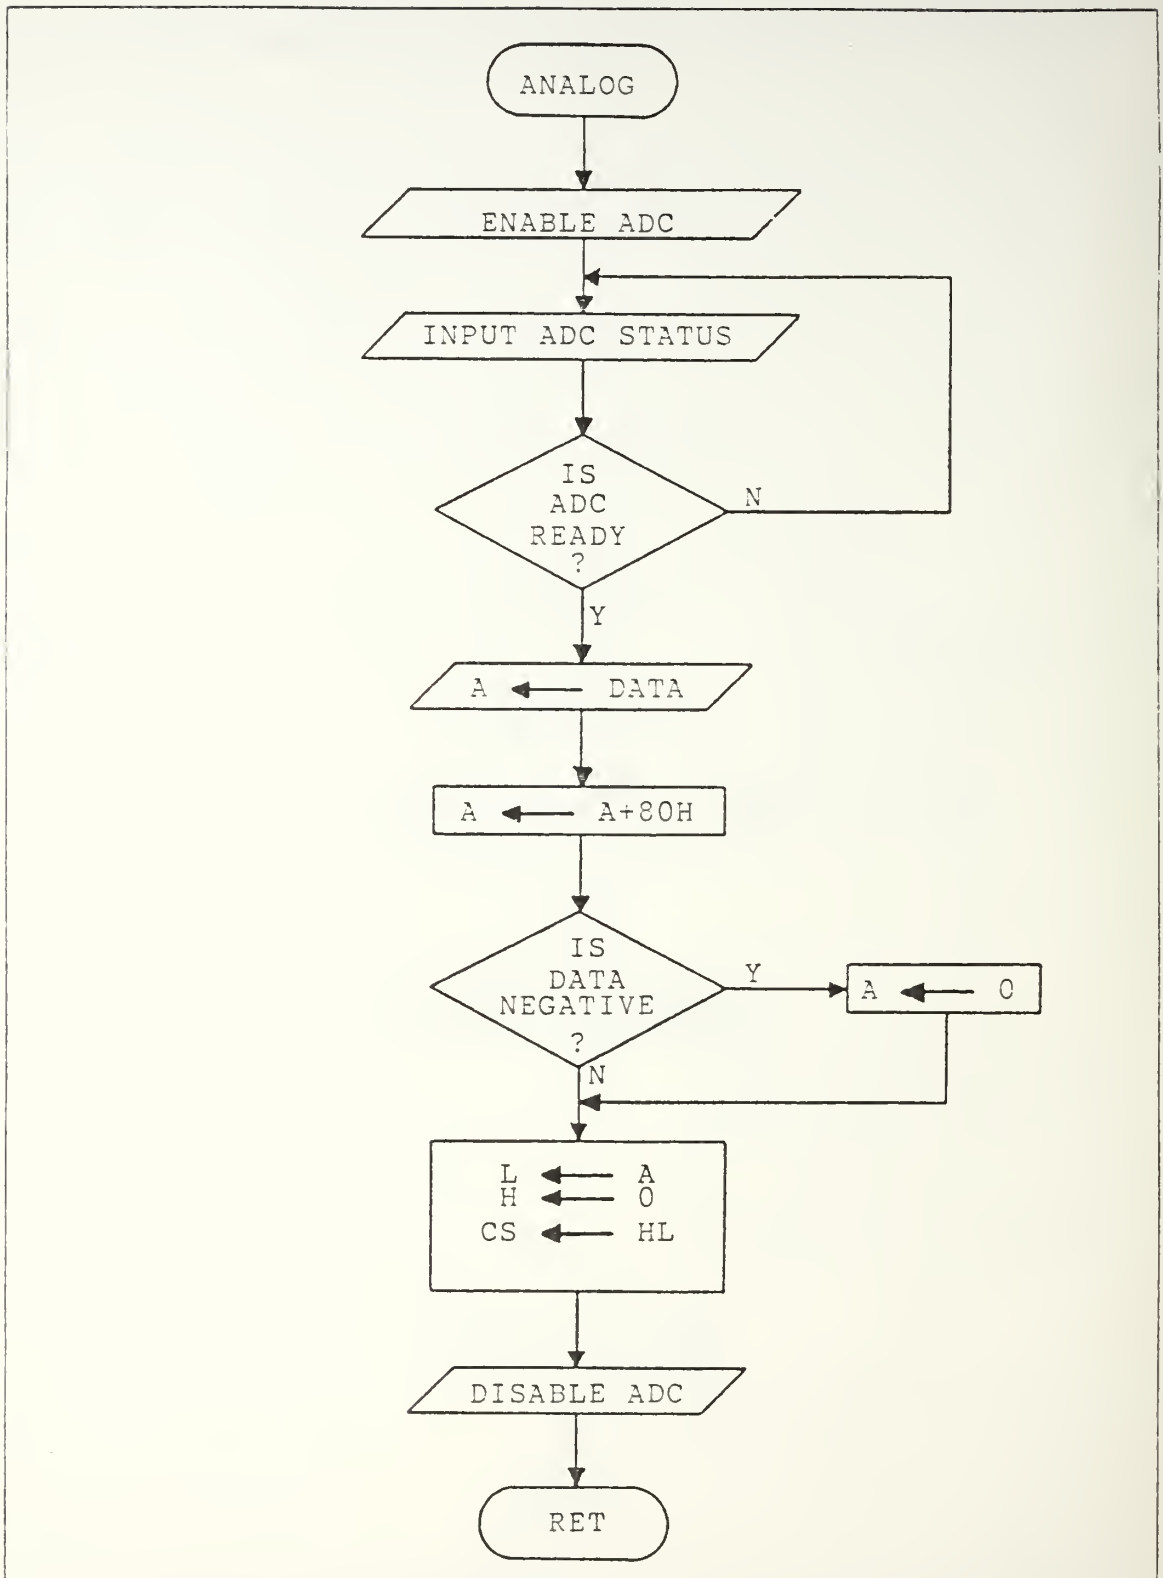 ANALOG
ENABLE ADC
INPUT ADC STATUS
IS
ADC
READY
?
N
Y
A ← DATA
A ← A+80H
IS
DATA
NEGATIVE
?
Y
A ← 0
N
L ← A
H ← 0
CS ← HL
DISABLE ADC
RET